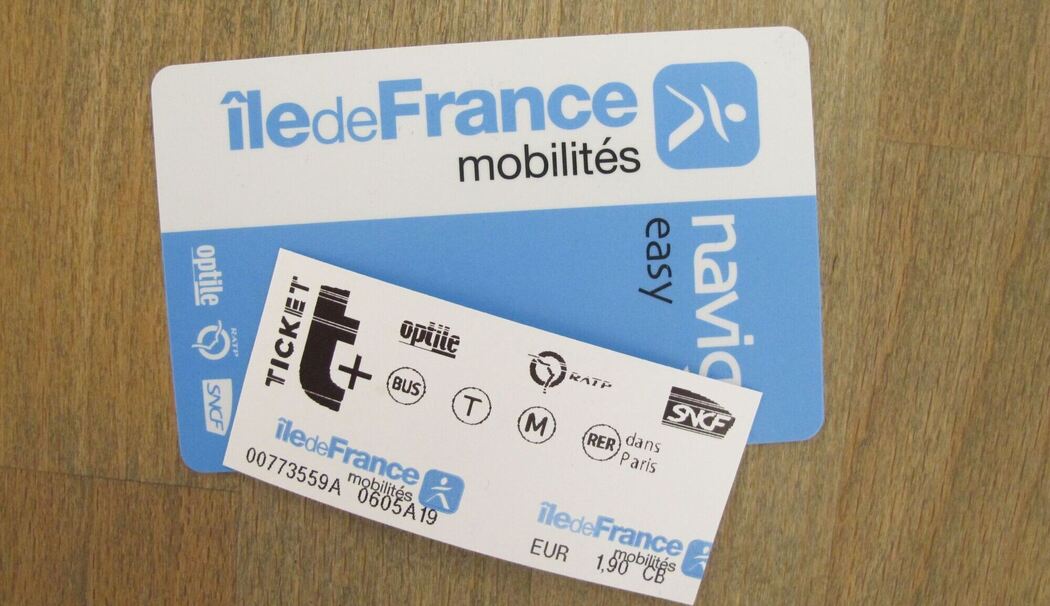 îledeFrance
mobilités
navigo
easy
optile
RATP
SNCF
TICKET
t+
optile
RATP
SNCF
BUS
T
M
RER dans
Paris
îledeFrance
mobilités
00773559A 0605A19
îledeFrance
mobilités
EUR 1,90 CB